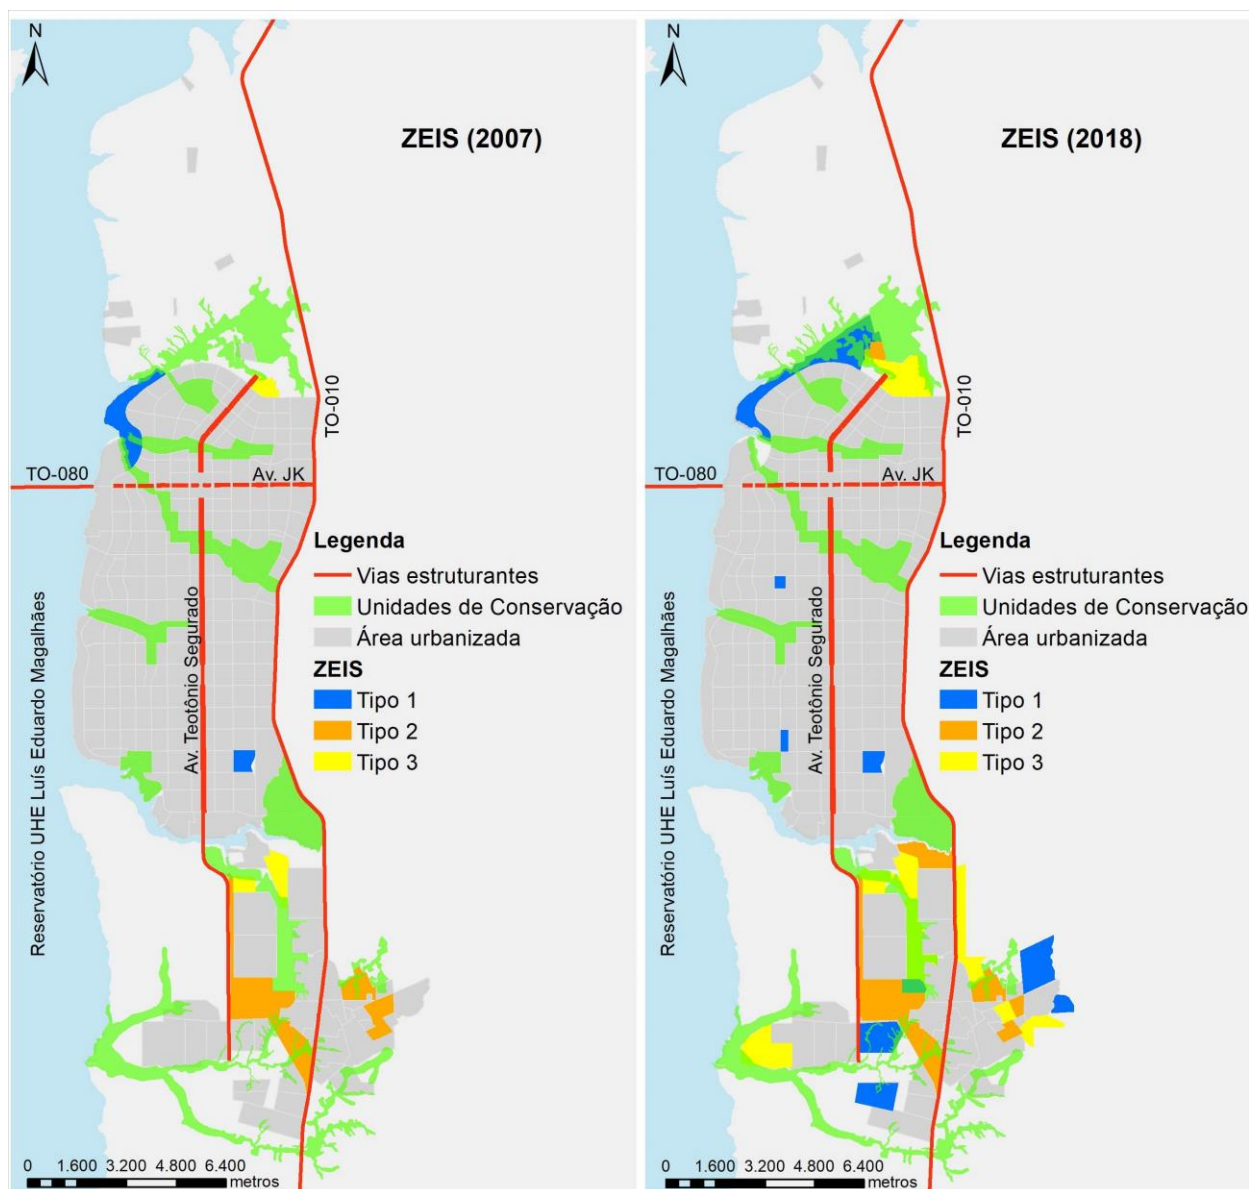 N
ZEIS (2007)
TO-010
TO-080
Av. JK
Reservatório UHE Luís Eduardo Magalhães
Av. Teotônio Segurado
Legenda
Vias estruturantes
Unidades de Conservação
Área urbanizada
ZEIS
Tipo 1
Tipo 2
Tipo 3
0 1.600 3.200 4.800 6.400
metros
N
ZEIS (2018)
TO-010
TO-080
Av. JK
Reservatório UHE Luís Eduardo Magalhães
Av. Teotônio Segurado
Legenda
Vias estruturantes
Unidades de Conservação
Área urbanizada
ZEIS
Tipo 1
Tipo 2
Tipo 3
0 1.600 3.200 4.800 6.400
metros